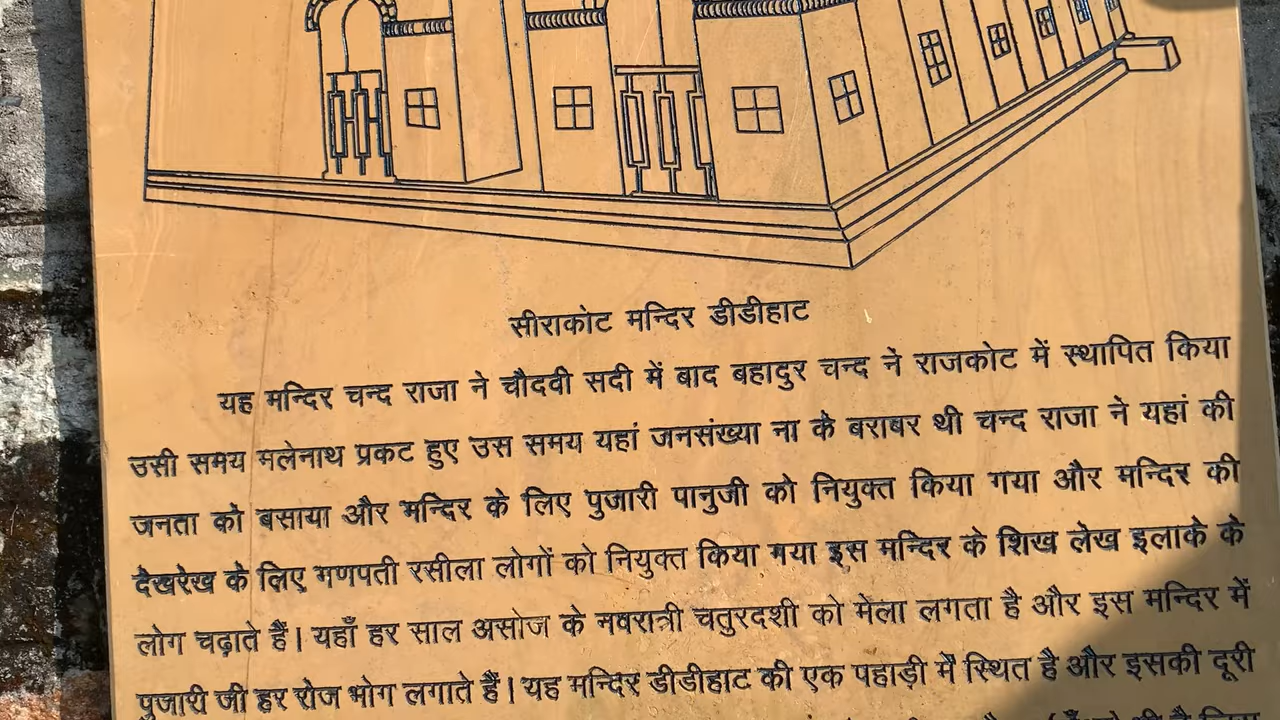 सीराकोट मन्दिर डीडीहाट
यह मन्दिर चन्द राजा ने चौदवी सदी में बाद बहादुर चन्द ने राजकोट में स्थापित किया
उसी समय मलेनाथ प्रकट हुए उस समय यहां जनसंख्या ना के बराबर थी चन्द राजा ने यहां की
जनता को बसाया और मन्दिर के लिए पुजारी पानुजी को नियुक्त किया गया और मन्दिर की
देखरेख के लिए गणपती रसीला लोगों को नियुक्त किया गया इस मन्दिर के शिख लेख इलाके के
लोग चढ़ाते हैं। यहाँ हर साल असोज के नवरात्री चतुरदशी को मेला लगता है और इस मन्दिर में
पुजारी जी हर रोज भोग लगाते हैं। यह मन्दिर डीडीहाट की एक पहाड़ी में स्थित है और इसकी दूरी